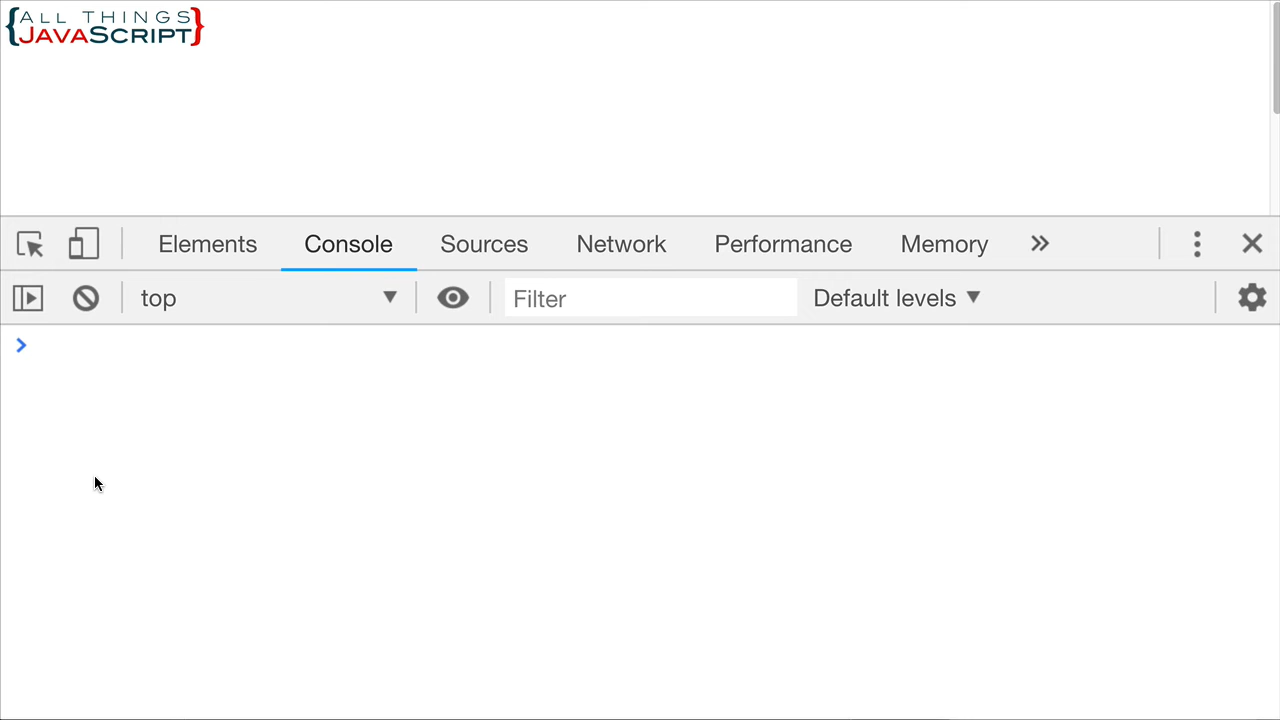 {ALL THINGS
JAVASCRIPT}
Elements Console Sources Network Performance Memory
top Filter Default levels